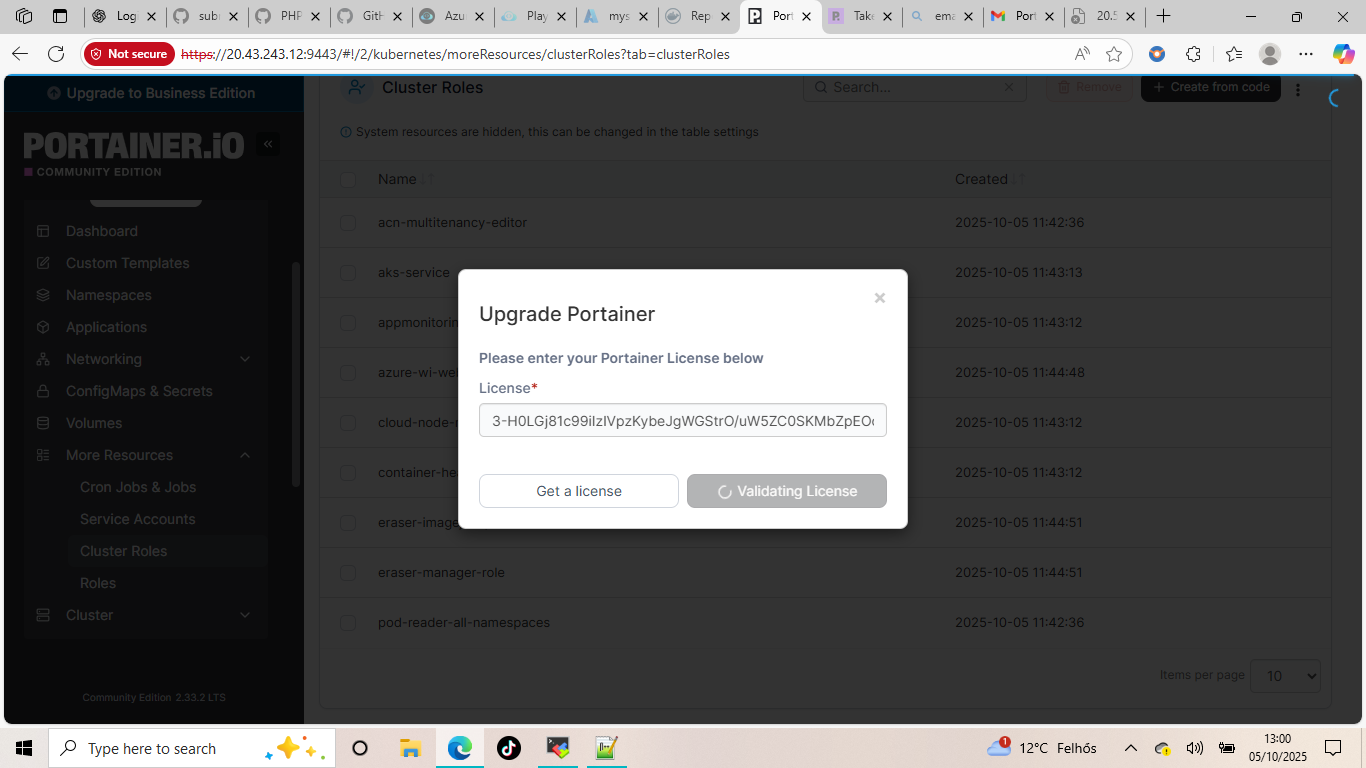 Log
subi
PHP
GitH
Azu
Play
mys
Rep
Port
Take
ema
Port
20.5
Not secure
https://20.43.243.12:9443/#!/2/kubernetes/moreResources/clusterRoles?tab=clusterRoles
Upgrade to Business Edition
PORTAINER.iO
COMMUNITY EDITION
Dashboard
Custom Templates
Namespaces
Applications
Networking
ConfigMaps & Secrets
Volumes
More Resources
Cron Jobs & Jobs
Service Accounts
Cluster Roles
Roles
Cluster
Community Edition 2.33.2 LTS
Cluster Roles
Search...
Remove
Create from code
System resources are hidden, this can be changed in the table settings
Name Created
acn-multitenancy-editor 2025-10-05 11:42:36
aks-service 2025-10-05 11:43:13
appmonitorin 2025-10-05 11:43:12
azure-wi-we 2025-10-05 11:44:48
cloud-node- 2025-10-05 11:43:12
container-he 2025-10-05 11:43:12
eraser-image 2025-10-05 11:44:51
eraser-manager-role 2025-10-05 11:44:51
pod-reader-all-namespaces 2025-10-05 11:42:36
Items per page 10
Upgrade Portainer
Please enter your Portainer License below
License*
3-H0LGj81c99iIzIVpzKybeJgWGStrO/uW5ZC0SKMbZpEO
Get a license
Validating License
Type here to search
1
12°C Felhős
13:00
05/10/2025